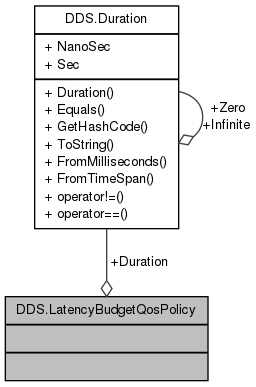 DDS.Duration
+ NanoSec
+ Sec
+ Duration()
+ Equals()
+ GetHashCode()
+ ToString()
+ FromMilliseconds()
+ FromTimeSpan()
+ operator!=()
+ operator==()
+Zero
+Infinite
+Duration
DDS.LatencyBudgetQosPolicy